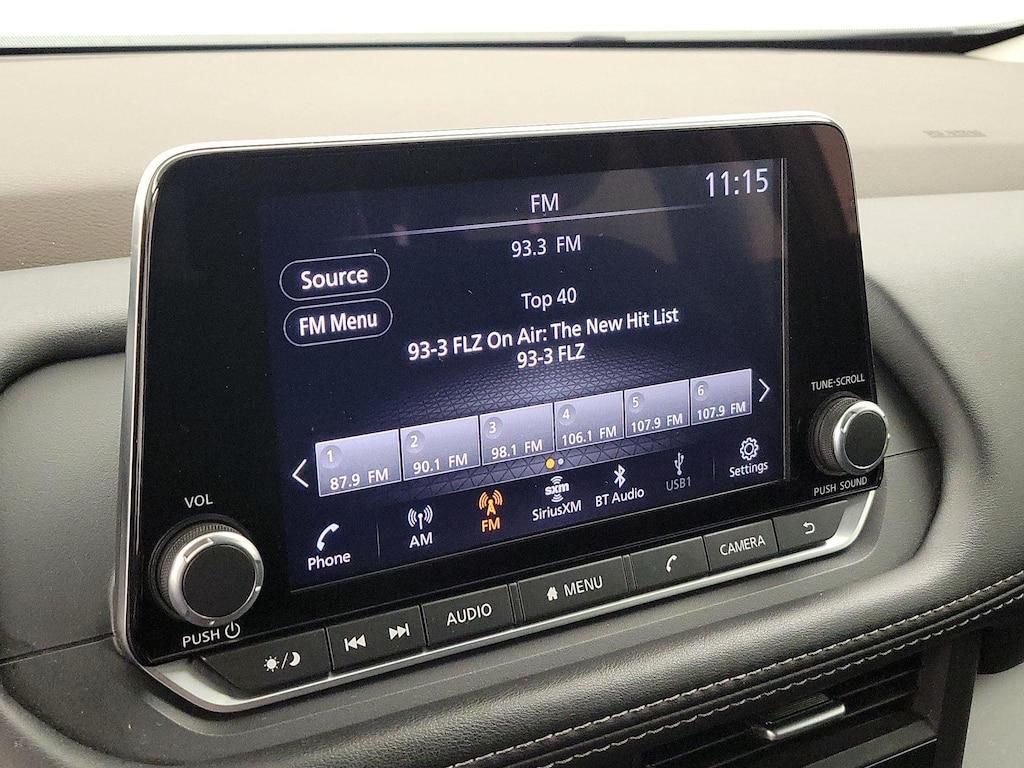 11:15
FM
93.3 FM
Source
Top 40
FM Menu
93-3 FLZ On Air: The New Hit List
93-3 FLZ
1 87.9 FM
2 90.1 FM
3 98.1 FM
4 106.1 FM
5 107.9 FM
6 107.9 FM
Phone
AM
FM
sxm
SiriusXM
BT Audio
USB1
Settings
VOL
PUSH
TUNE·SCROLL
PUSH SOUND
AUDIO
MENU
CAMERA